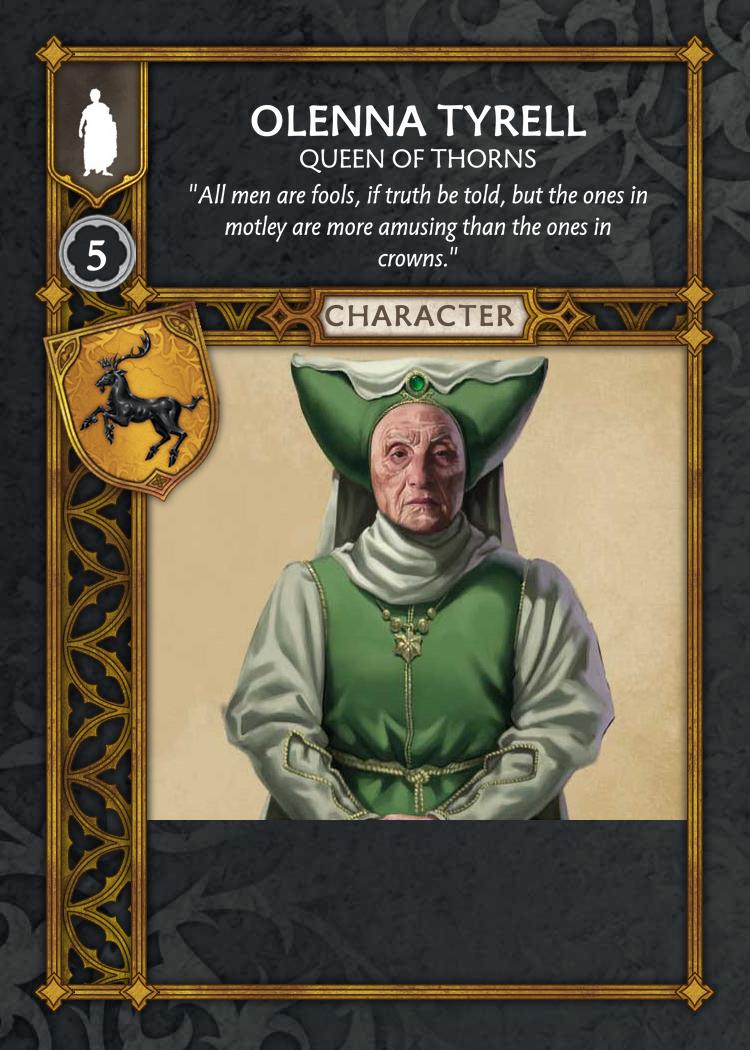 OLENNA TYRELL
QUEEN OF THORNS
"All men are fools, if truth be told, but the ones in
motley are more amusing than the ones in
crowns."
5
CHARACTER